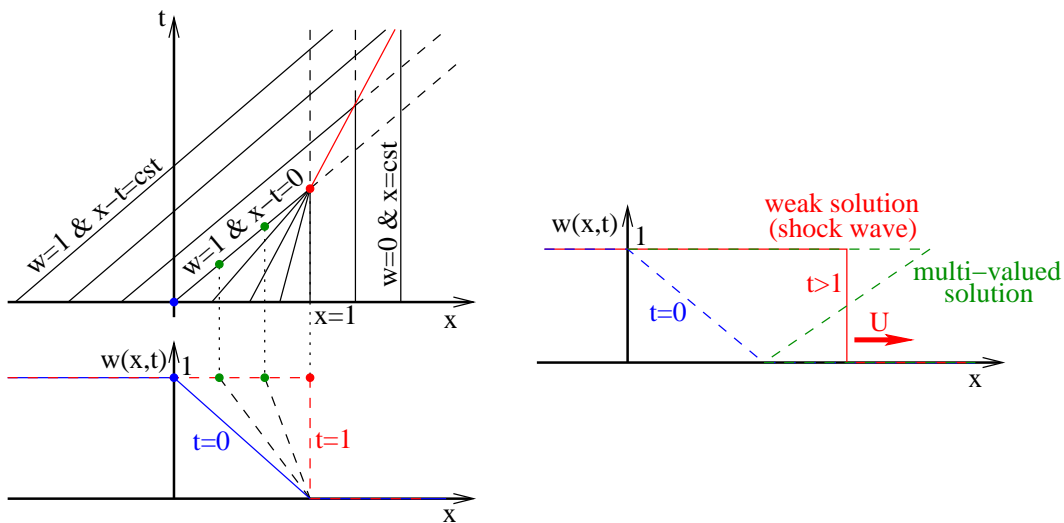 t
w=1 & x−t=cst
w=1 & x−t=0
w=0 & x=cst
x=1
x
w(x,t)
1
t=0
t=1
x
w(x,t)
1
weak solution
(shock wave)
t>1
multi−valued
solution
t=0
U
x